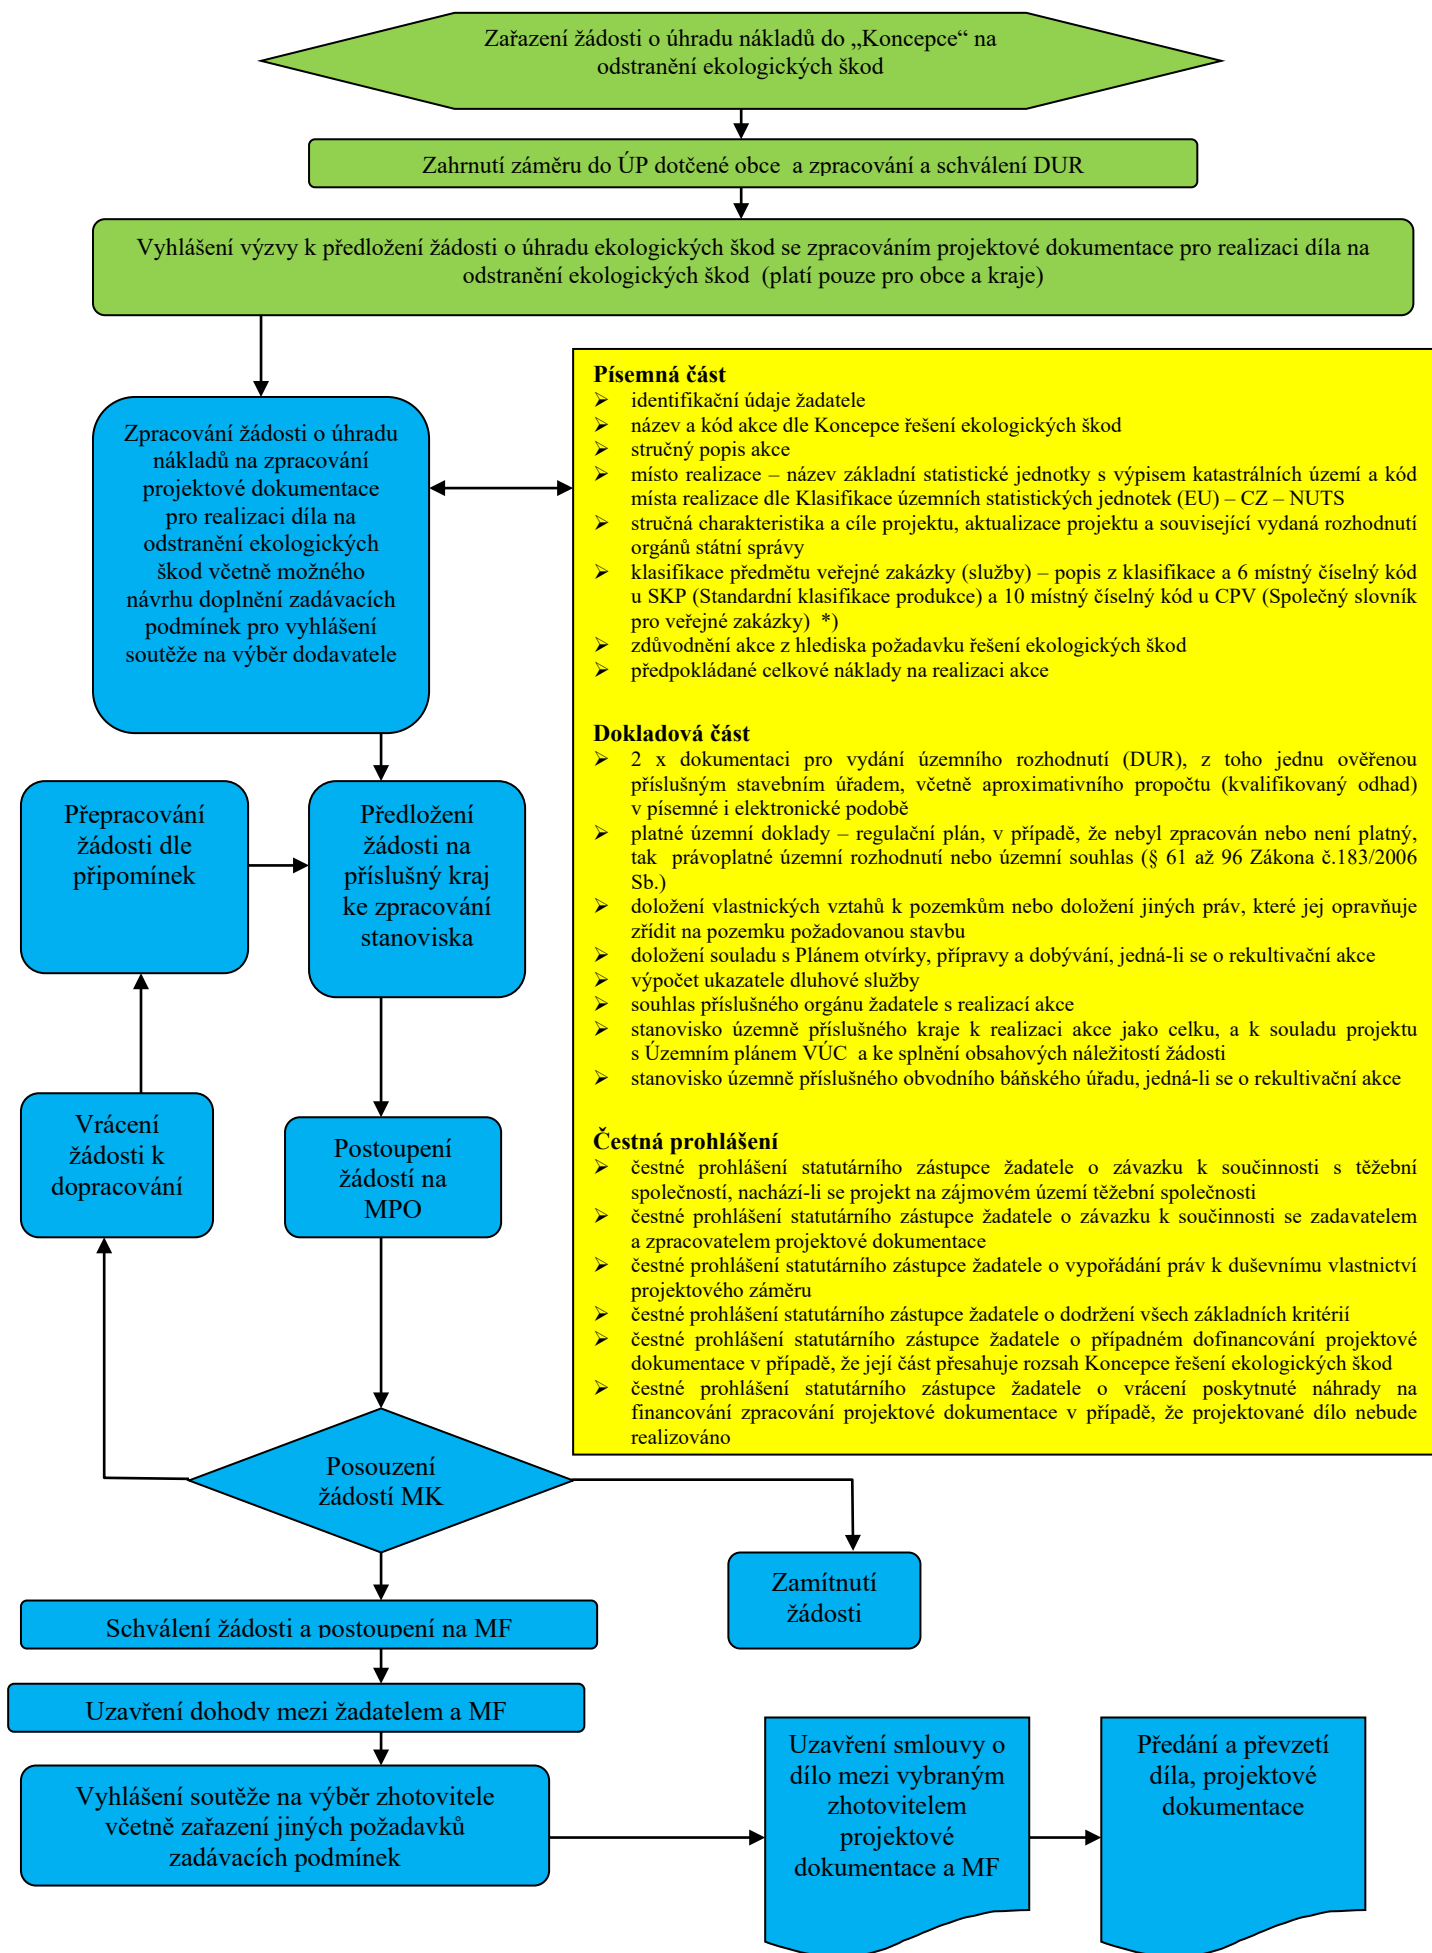 Zařazení žádosti o úhradu nákladů do „Koncepce“ na
odstranění ekologických škod
Zahrnutí záměru do ÚP dotčené obce a zpracování a schválení DUR
Vyhlášení výzvy k předložení žádosti o úhradu ekologických škod se zpracováním projektové dokumentace pro realizaci díla na
odstranění ekologických škod (platí pouze pro obce a kraje)
Zpracování žádosti o úhradu
nákladů na zpracování
projektové dokumentace
pro realizaci díla na
odstranění ekologických
škod včetně možného
návrhu doplnění zadávacích
podmínek pro vyhlášení
soutěže na výběr dodavatele
Písemná část
➢ identifikační údaje žadatele
➢ název a kód akce dle Koncepce řešení ekologických škod
➢ stručný popis akce
➢ místo realizace – název základní statistické jednotky s výpisem katastrálních území a kód
místa realizace dle Klasifikace územních statistických jednotek (EU) – CZ – NUTS
➢ stručná charakteristika a cíle projektu, aktualizace projektu a související vydaná rozhodnutí
orgánů státní správy
➢ klasifikace předmětu veřejné zakázky (služby) – popis z klasifikace a 6 místný číselný kód
u SKP (Standardní klasifikace produkce) a 10 místný číselný kód u CPV (Společný slovník
pro veřejné zakázky) *)
➢ zdůvodnění akce z hlediska požadavku řešení ekologických škod
➢ předpokládané celkové náklady na realizaci akce
Dokladová část
➢ 2 x dokumentaci pro vydání územního rozhodnutí (DUR), z toho jednu ověřenou
příslušným stavebním úřadem, včetně aproximativního propočtu (kvalifikovaný odhad)
v písemné i elektronické podobě
➢ platné územní doklady – regulační plán, v případě, že nebyl zpracován nebo není platný,
tak právoplatné územní rozhodnutí nebo územní souhlas (§ 61 až 96 Zákona č.183/2006
Sb.)
➢ doložení vlastnických vztahů k pozemkům nebo doložení jiných práv, které jej opravňuje
zřídit na pozemku požadovanou stavbu
➢ doložení souladu s Plánem otvírky, přípravy a dobývání, jedná-li se o rekultivační akce
➢ výpočet ukazatele dluhové služby
➢ souhlas příslušného orgánu žadatele s realizací akce
➢ stanovisko územně příslušného kraje k realizaci akce jako celku, a k souladu projektu
s Územním plánem VÚC a ke splnění obsahových náležitostí žádosti
➢ stanovisko územně příslušného obvodního báňského úřadu, jedná-li se o rekultivační akce
Čestná prohlášení
➢ čestné prohlášení statutárního zástupce žadatele o závazku k součinnosti s těžební
společností, nachází-li se projekt na zájmovém území těžební společnosti
➢ čestné prohlášení statutárního zástupce žadatele o závazku k součinnosti se zadavatelem
a zpracovatelem projektové dokumentace
➢ čestné prohlášení statutárního zástupce žadatele o vypořádání práv k duševnímu vlastnictví
projektového záměru
➢ čestné prohlášení statutárního zástupce žadatele o dodržení všech základních kritérií
➢ čestné prohlášení statutárního zástupce žadatele o případném dofinancování projektové
dokumentace v případě, že její část přesahuje rozsah Koncepce řešení ekologických škod
➢ čestné prohlášení statutárního zástupce žadatele o vrácení poskytnuté náhrady na
financování zpracování projektové dokumentace v případě, že projektované dílo nebude
realizováno
Přepracování
žádosti dle
připomínek
Předložení
žádosti na
příslušný kraj
ke zpracování
stanoviska
Vrácení
žádosti k
dopracování
Postoupení
žádostí na
MPO
Posouzení
žádostí MK
Zamítnutí
žádosti
Schválení žádosti a postoupení na MF
Uzavření dohody mezi žadatelem a MF
Vyhlášení soutěže na výběr zhotovitele
včetně zařazení jiných požadavků
zadávacích podmínek
Uzavření smlouvy o
dílo mezi vybraným
zhotovitelem
projektové
dokumentace a MF
Předání a převzetí
díla, projektové
dokumentace